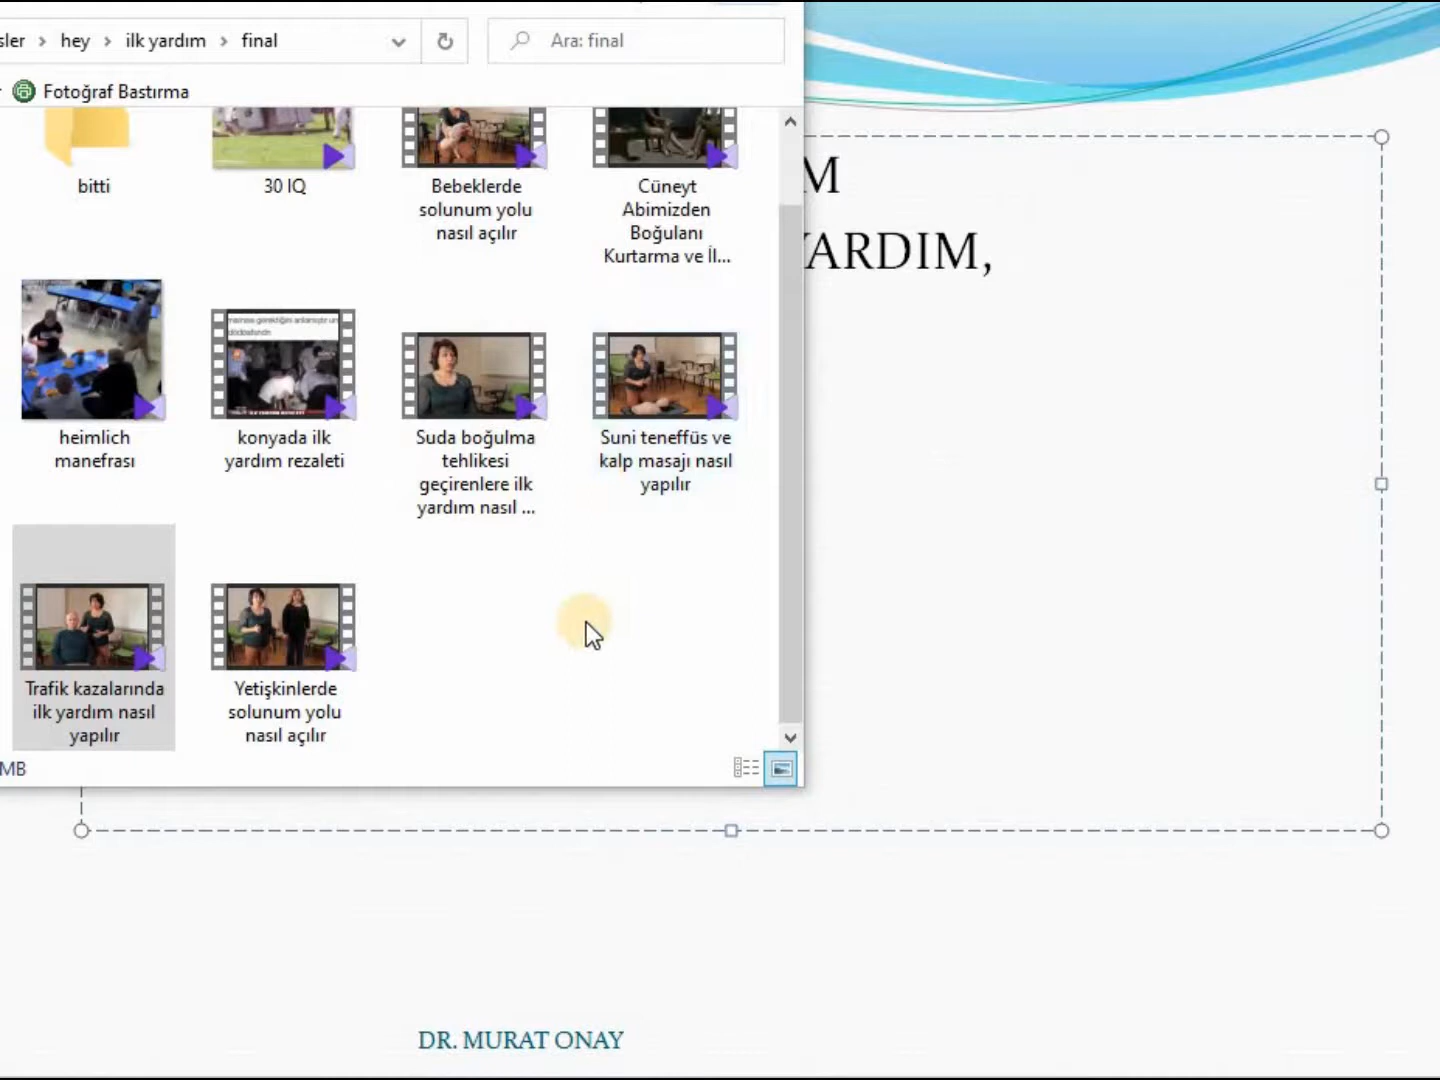 sler > hey > ilk yardım > final
Ara: final
Fotoğraf Bastırma
bitti
30 IQ
Bebeklerde
solunum yolu
nasıl açılır
Cüneyt
Abimizden
Boğulanı
Kurtarma ve İl...
heimlich
manefrası
konyada ilk
yardım rezaleti
Suda boğulma
tehlikesi
geçirenlere ilk
yardım nasıl ...
Suni teneffüs ve
kalp masajı nasıl
yapılır
Trafik kazalarında
ilk yardım nasıl
yapılır
Yetişkinlerde
solunum yolu
nasıl açılır
MB
M
YARDIM,
DR. MURAT ONAY